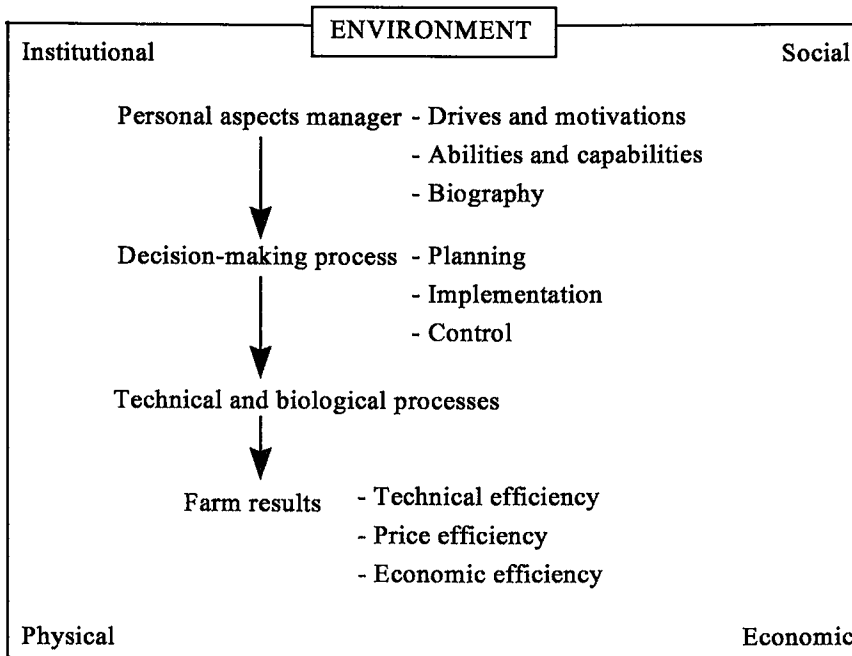 ENVIRONMENT
Institutional Social
Personal aspects manager - Drives and motivations
- Abilities and capabilities
- Biography
Decision-making process - Planning
- Implementation
- Control
Technical and biological processes
Farm results - Technical efficiency
- Price efficiency
- Economic efficiency
Physical Economic